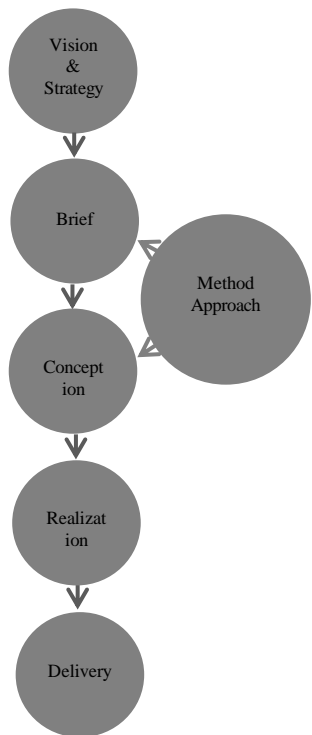 Vision
&
Strategy
Brief
Method
Approach
Concept
ion
Realizat
ion
Delivery